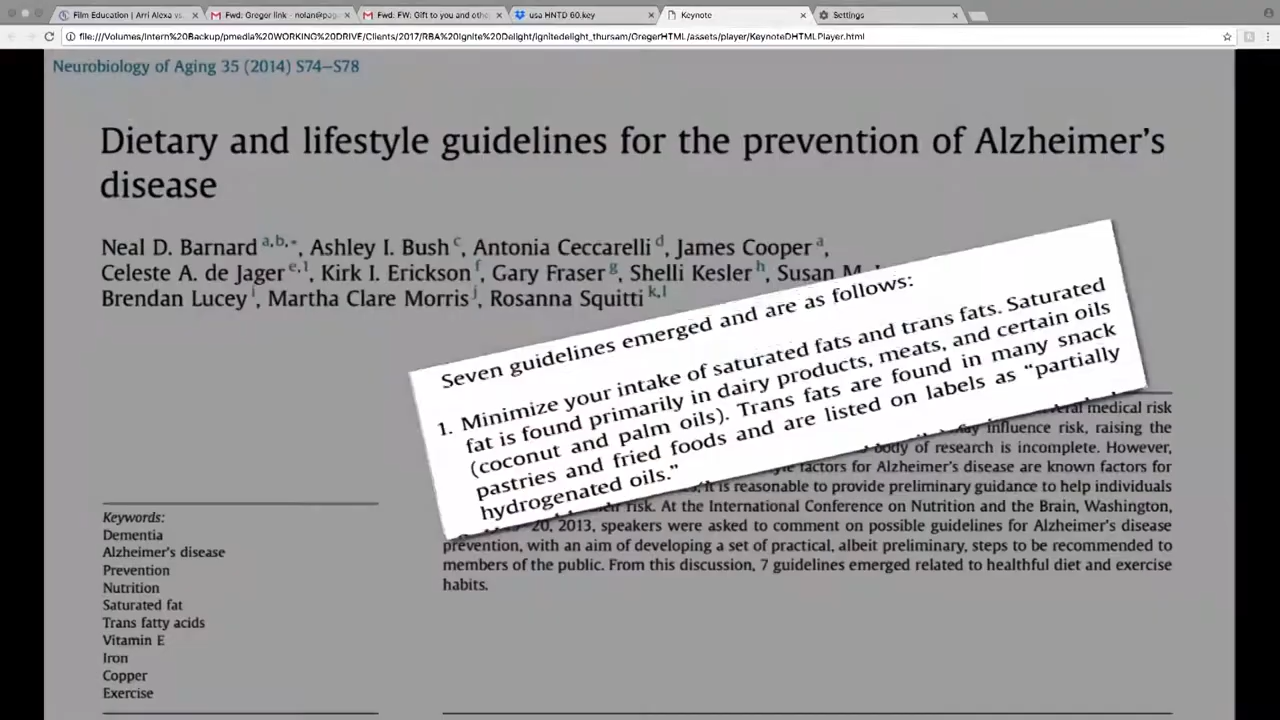 Film Education | Arri Alexa vs.
Fwd: Greger link - nolan@pag
Fwd: FW: Gift to you and othe
usa HNTD 60.key
Keynote
Settings
file:///Volumes/Intern%20Backup/pmedia%20WORKING%20DRIVE/Clients/2017/RBA%20Ignite%20Delight/ignitedelight_thursam/GregerHTML/assets/player/KeynoteDHTMLPlayer.html
Neurobiology of Aging 35 (2014) S74–S78
Dietary and lifestyle guidelines for the prevention of Alzheimer's
disease
Neal D. Barnard a,b,*, Ashley I. Bush c, Antonia Ceccarelli d, James Cooper a,
Celeste A. de Jager e,1, Kirk I. Erickson f, Gary Fraser g, Shelli Kesler h, Susan M.
Brendan Lucey i, Martha Clare Morris j, Rosanna Squitti k,l
Seven guidelines emerged and are as follows:
1. Minimize your intake of saturated fats and trans fats. Saturated
fat is found primarily in dairy products, meats, and certain oils
(coconut and palm oils). Trans fats are found in many snack
pastries and fried foods and are listed on labels as “partially
hydrogenated oils.”
medical risk
influence risk, raising the
body of research is incomplete. However,
factors for Alzheimer's disease are known factors for
it is reasonable to provide preliminary guidance to help individuals
risk. At the International Conference on Nutrition and the Brain, Washington,
20, 2013, speakers were asked to comment on possible guidelines for Alzheimer's disease
prevention, with an aim of developing a set of practical, albeit preliminary, steps to be recommended to
members of the public. From this discussion, 7 guidelines emerged related to healthful diet and exercise
habits.
Keywords:
Dementia
Alzheimer's disease
Prevention
Nutrition
Saturated fat
Trans fatty acids
Vitamin E
Iron
Copper
Exercise